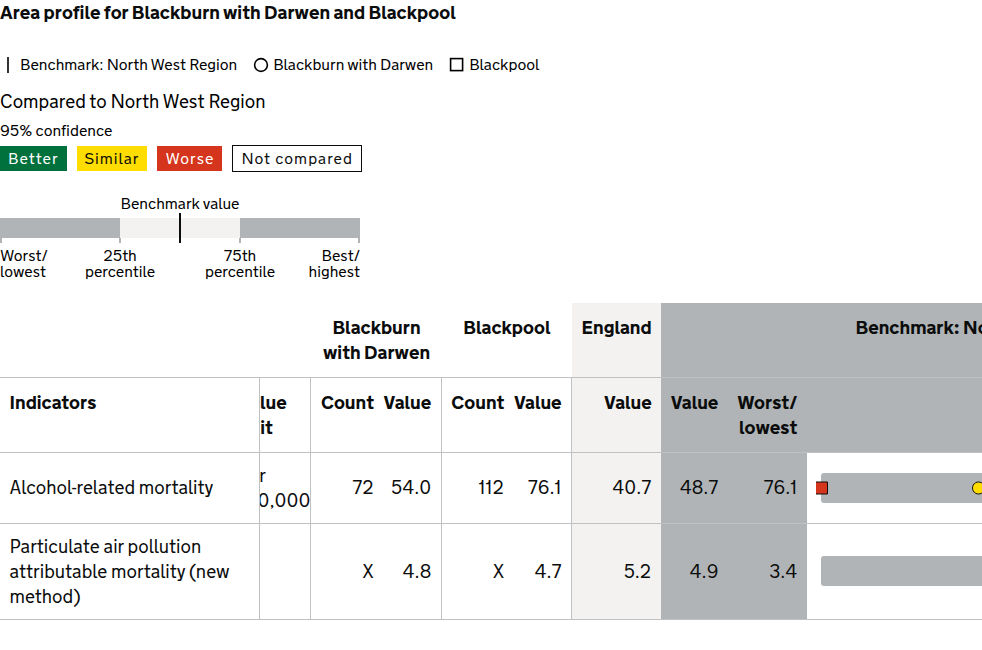 Area profile for Blackburn with Darwen and Blackpool
Benchmark: North West Region Blackburn with Darwen Blackpool
Compared to North West Region
95% confidence
Better Similar Worse Not compared
Benchmark value
Worst/ 25th 75th Best/
lowest percentile percentile highest
Blackburn Blackpool England Benchmark: No
with Darwen
Indicators lue Count Value Count Value Value Value Worst/
it lowest
Alcohol-related mortality r 72 54.0 112 76.1 40.7 48.7 76.1
0,000
Particulate air pollution
attributable mortality (new X 4.8 X 4.7 5.2 4.9 3.4
method)